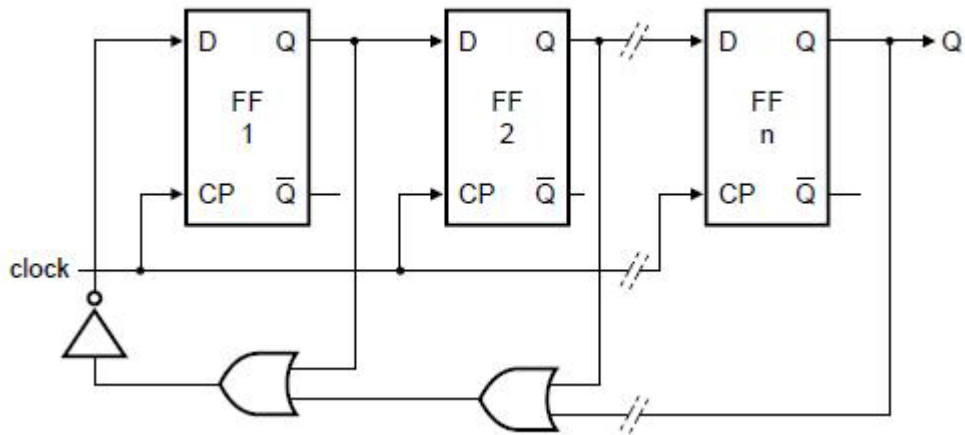 D Q D Q D Q Q
FF FF FF
1 2 n
CP Q̅ CP Q̅ CP Q̅
clock